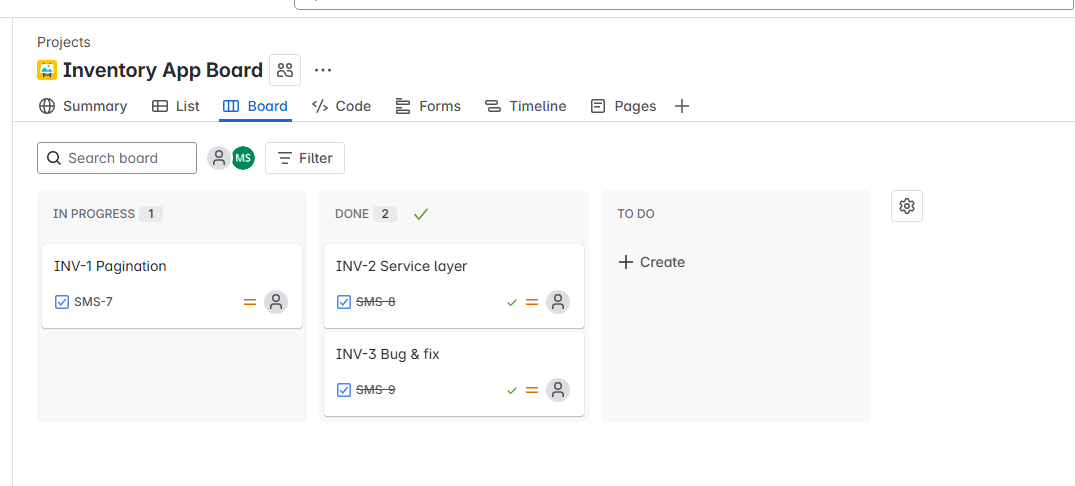 Projects
Inventory App Board
Summary List Board Code Forms Timeline Pages
Search board MS Filter
IN PROGRESS 1
INV-1 Pagination
SMS-7
DONE 2
INV-2 Service layer
SMS-8
INV-3 Bug & fix
SMS-9
TO DO
Create